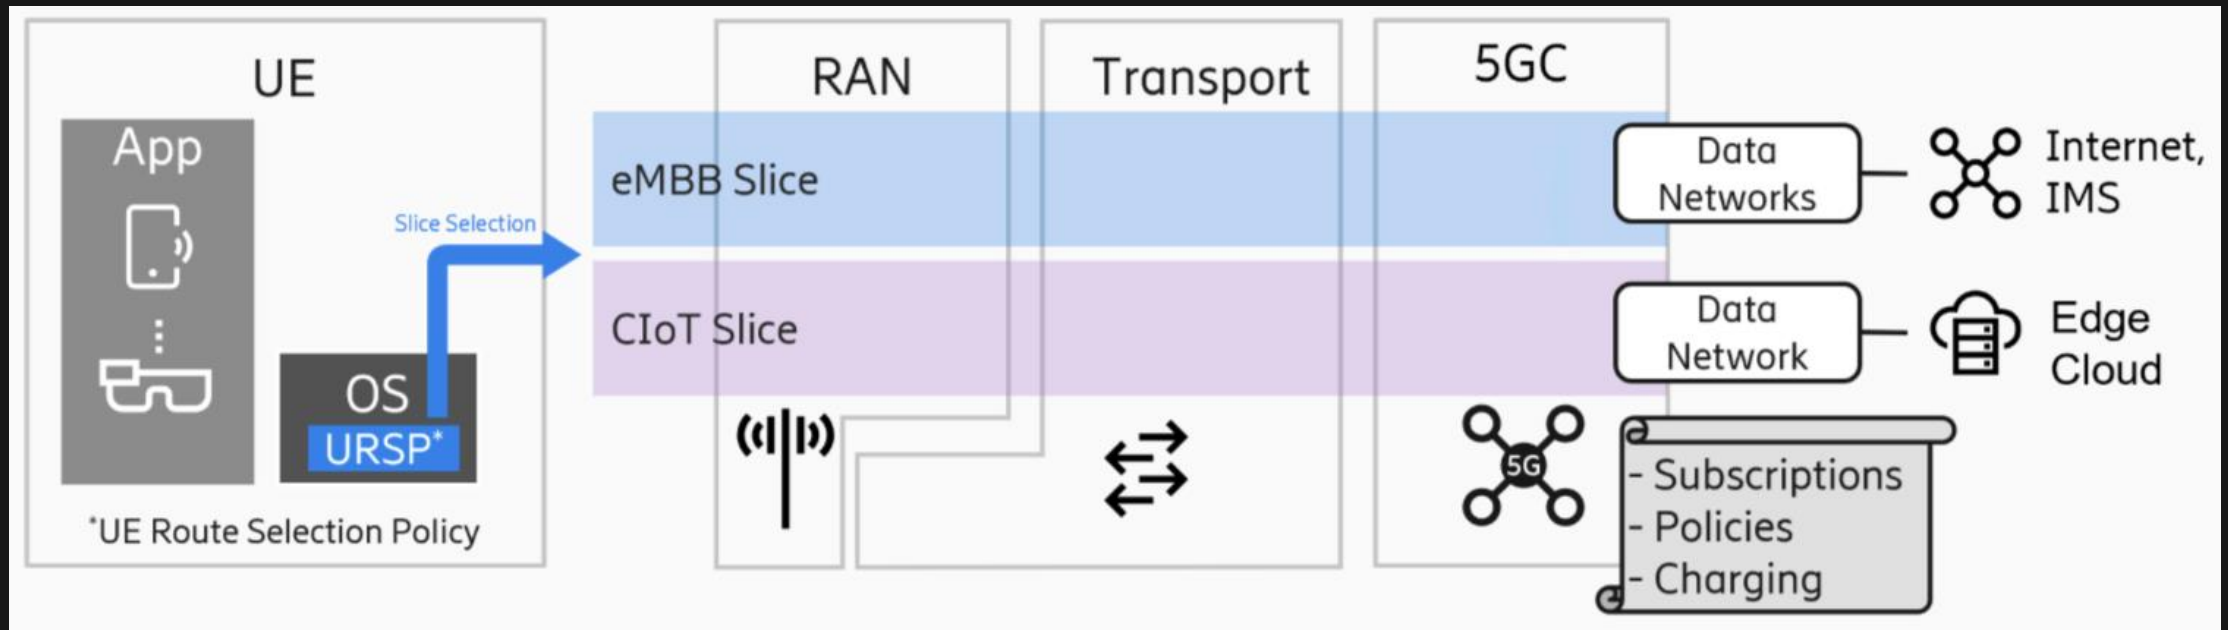 UE
App
Slice Selection
OS
URSP*
*UE Route Selection Policy
RAN
Transport
5GC
eMBB Slice
CIoT Slice
Data
Networks
Internet,
IMS
Data
Network
Edge
Cloud
5G
- Subscriptions
- Policies
- Charging